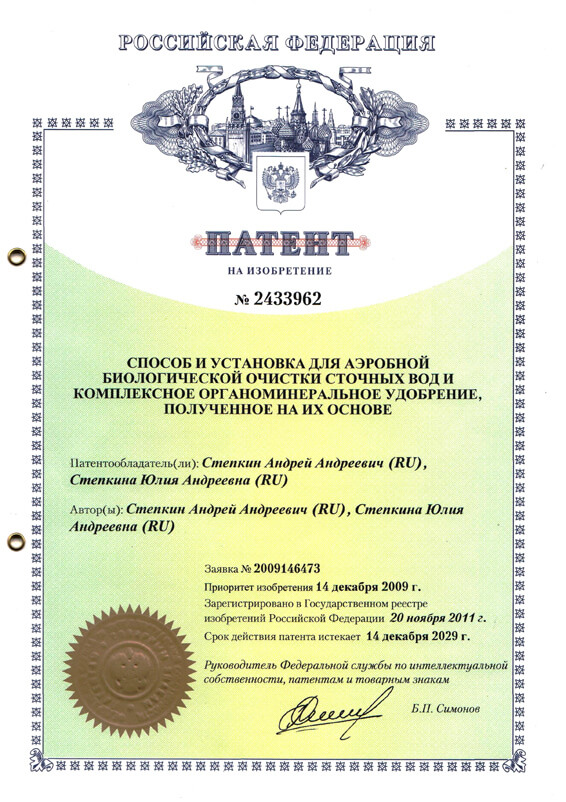 РОССИЙСКАЯ ФЕДЕРАЦИЯ
ПАТЕНТ
НА ИЗОБРЕТЕНИЕ
№ 2433962
СПОСОБ И УСТАНОВКА ДЛЯ АЭРОБНОЙ
БИОЛОГИЧЕСКОЙ ОЧИСТКИ СТОЧНЫХ ВОД И
КОМПЛЕКСНОЕ ОРГАНОМИНЕРАЛЬНОЕ УДОБРЕНИЕ,
ПОЛУЧЕННОЕ НА ИХ ОСНОВЕ
Патентообладатель(ли): Степкин Андрей Андреевич (RU),
Степкина Юлия Андреевна (RU)
Автор(ы): Степкин Андрей Андреевич (RU), Степкина Юлия
Андреевна (RU)
Заявка № 2009146473
Приоритет изобретения 14 декабря 2009 г.
Зарегистрировано в Государственном реестре
изобретений Российской Федерации 20 ноября 2011 г.
Срок действия патента истекает 14 декабря 2029 г.
Руководитель Федеральной службы по интеллектуальной
собственности, патентам и товарным знакам
Б.П. Симонов